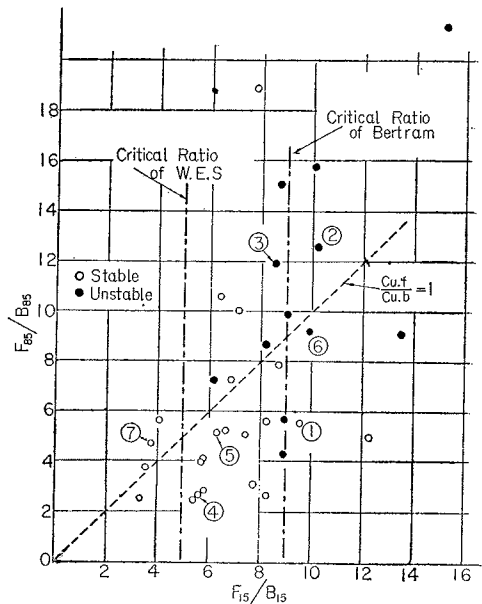 18
16
14
12
10
8
6
4
2
0
F85/B85
Critical Ratio
of Bertram
Critical Ratio
of W.E.S
○ Stable
● Unstable
③
②
Cu.f
Cu.b
=1
⑥
⑦
⑤
①
④
2 4 6 8 10 12 14 16
F15/B15